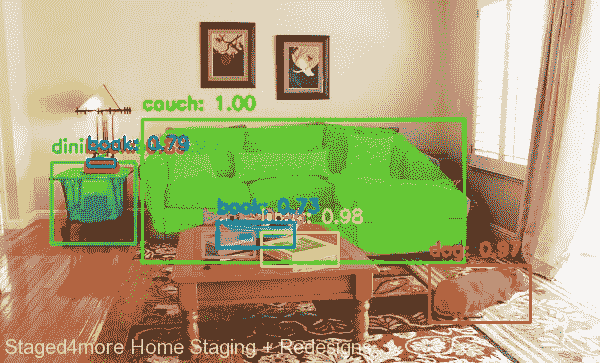 couch: 1.00
book: 0.79
book: 0.73
0.98
dog: 0.97
Staged4more Home Staging + Redesigns